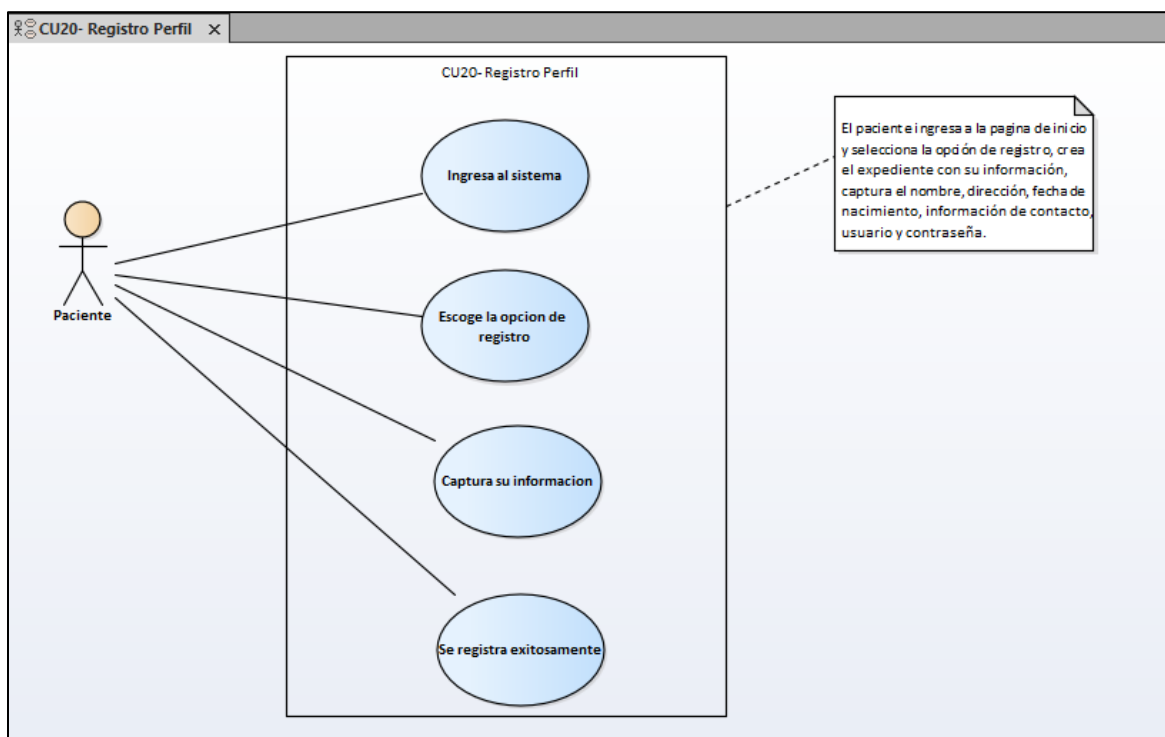 CU20- Registro Perfil X
CU20- Registro Perfil
Ingresa al sistema
Escoge la opcion de
registro
Captura su informacion
Se registra exitosamente
Paciente
El paciente ingresa a la pagina de inicio
y selecciona la opción de registro, crea
el expediente con su información,
captura el nombre, dirección, fecha de
nacimiento, información de contacto,
usuario y contraseña.